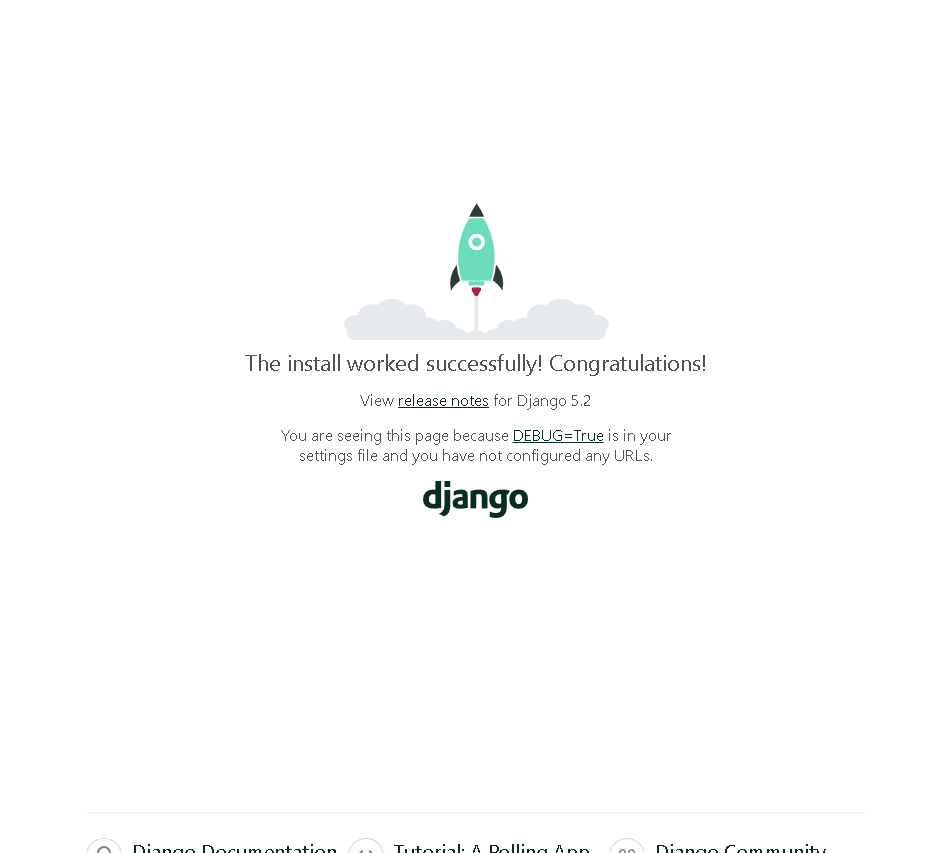 The install worked successfully! Congratulations!
View release notes for Django 5.2
You are seeing this page because DEBUG=True is in your
settings file and you have not configured any URLs.
django
Django Documentation
Tutorial: A Polling App
Django Community